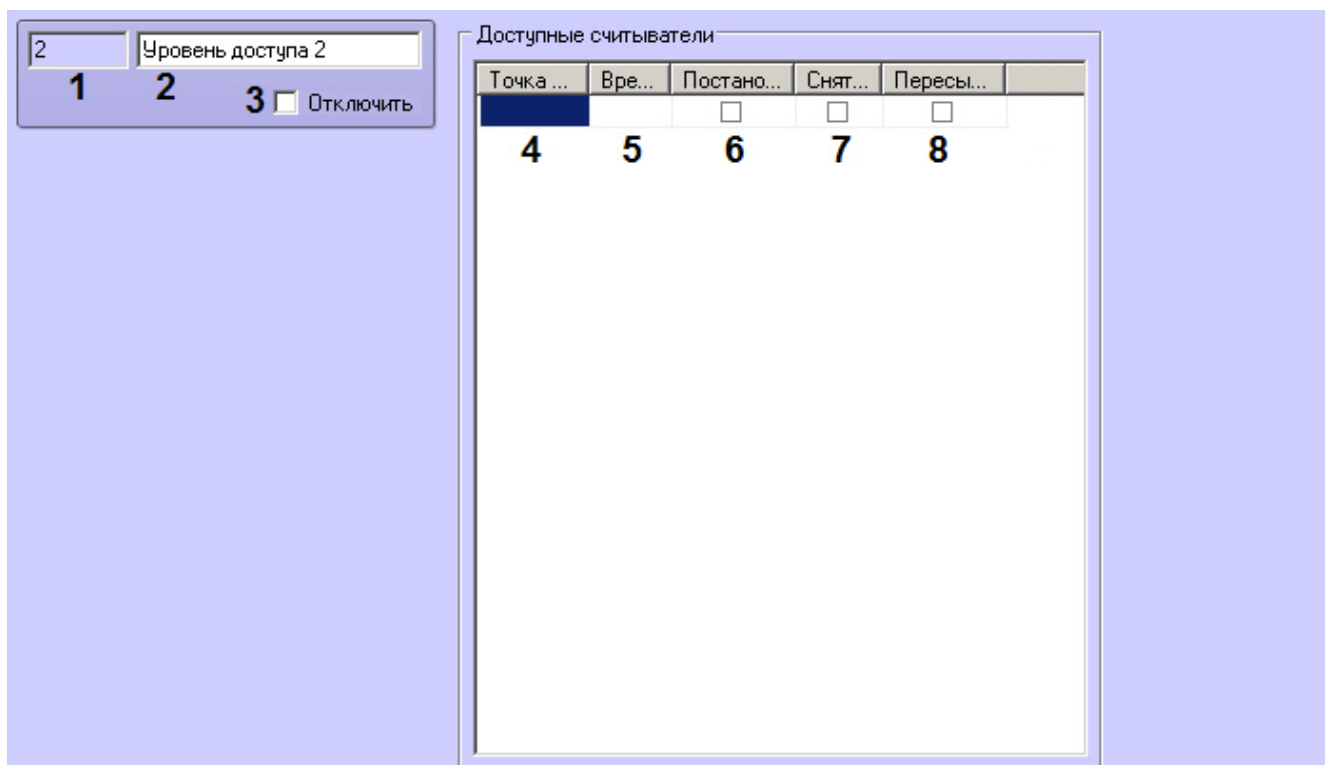 2 Уровень доступа 2
1 2 3 Отключить
Доступные считыватели
Точка ... Вре... Постано... Снят... Пересы...
4 5 6 7 8